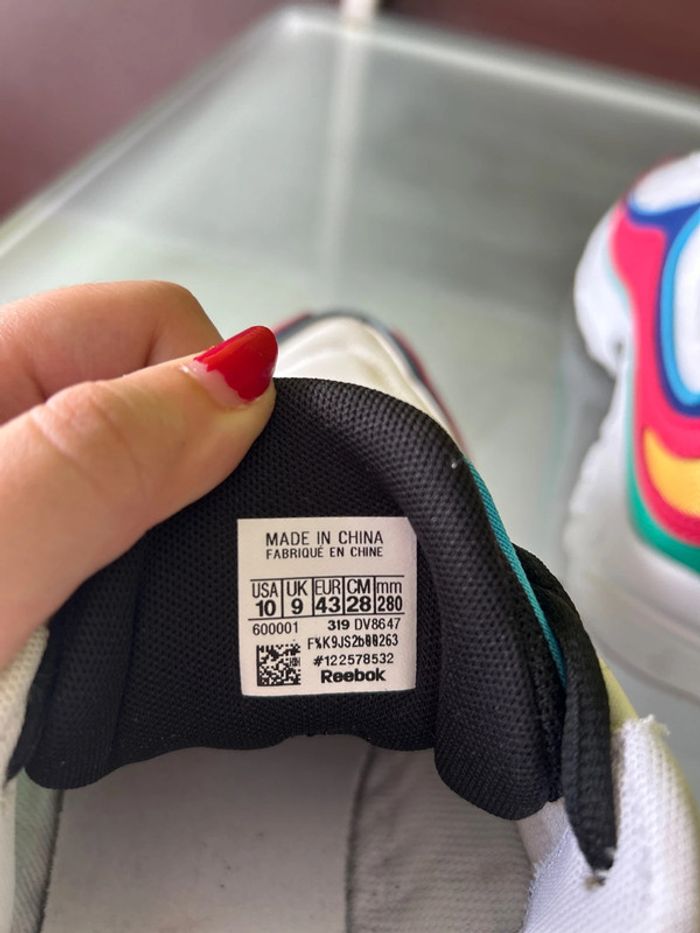 MADE IN CHINA
FABRIQUÉ EN CHINE
USA UK EUR CM mm
10 9 43 28 280
600001 319 DV8647
F%K9JS2b00263
#122578532
Reebok